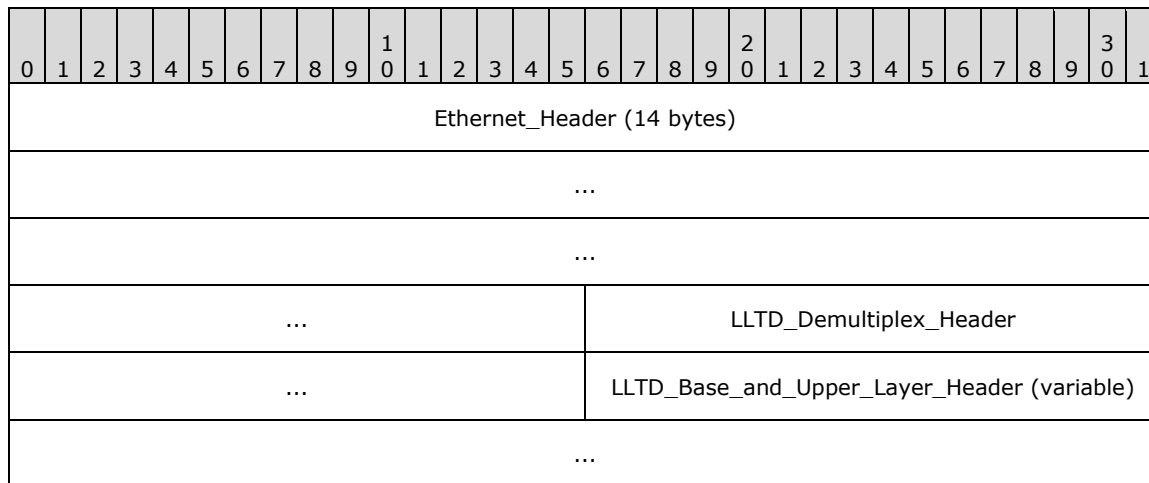 1 2 3
0 1 2 3 4 5 6 7 8 9 0 1 2 3 4 5 6 7 8 9 0 1 2 3 4 5 6 7 8 9 0 1
Ethernet_Header (14 bytes)
...
...
... LLTD_Demultiplex_Header
... LLTD_Base_and_Upper_Layer_Header (variable)
...